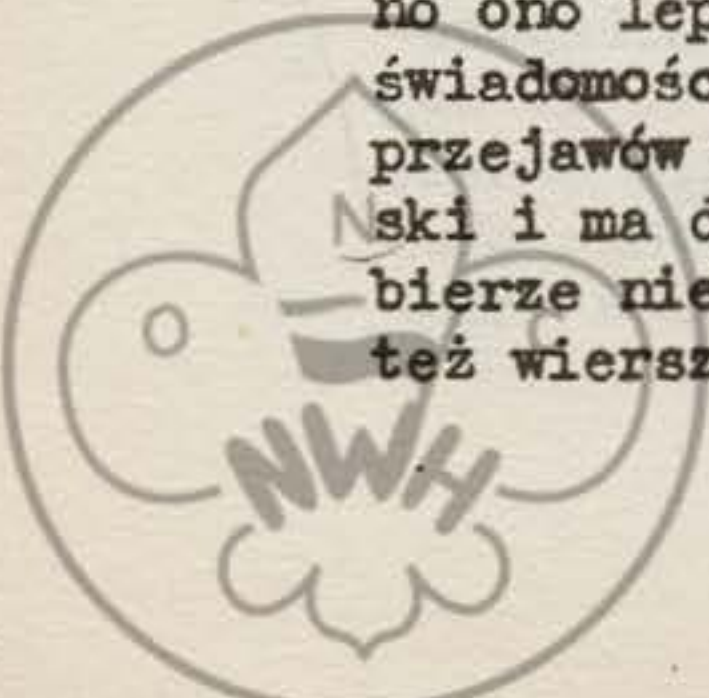 no ono lep
świadomośc
przejawów
ski i ma d
bierze nie
też wiersz
O N C
NWH